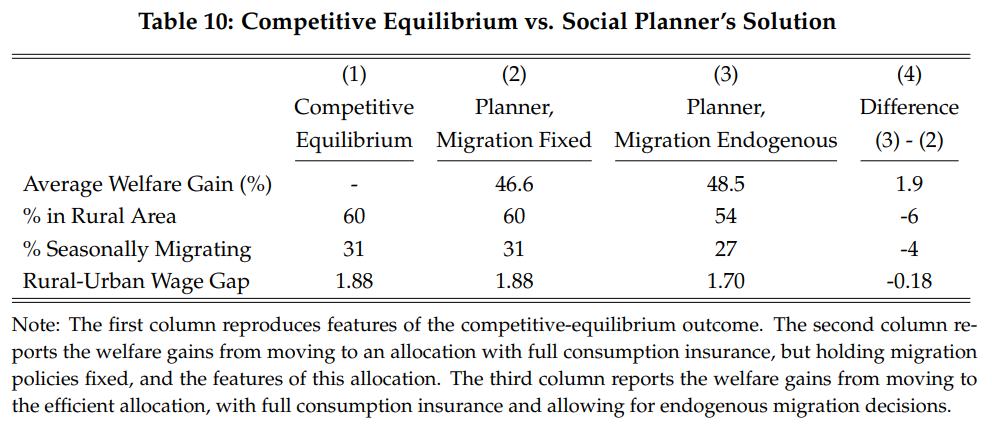 Table 10: Competitive Equilibrium vs. Social Planner's Solution
(1) (2) (3) (4)
Competitive Planner, Planner, Difference
Equilibrium Migration Fixed Migration Endogenous (3) - (2)
Average Welfare Gain (%) - 46.6 48.5 1.9
% in Rural Area 60 60 54 -6
% Seasonally Migrating 31 31 27 -4
Rural-Urban Wage Gap 1.88 1.88 1.70 -0.18
Note: The first column reproduces features of the competitive-equilibrium outcome. The second column re-
ports the welfare gains from moving to an allocation with full consumption insurance, but holding migration
policies fixed, and the features of this allocation. The third column reports the welfare gains from moving to
the efficient allocation, with full consumption insurance and allowing for endogenous migration decisions.